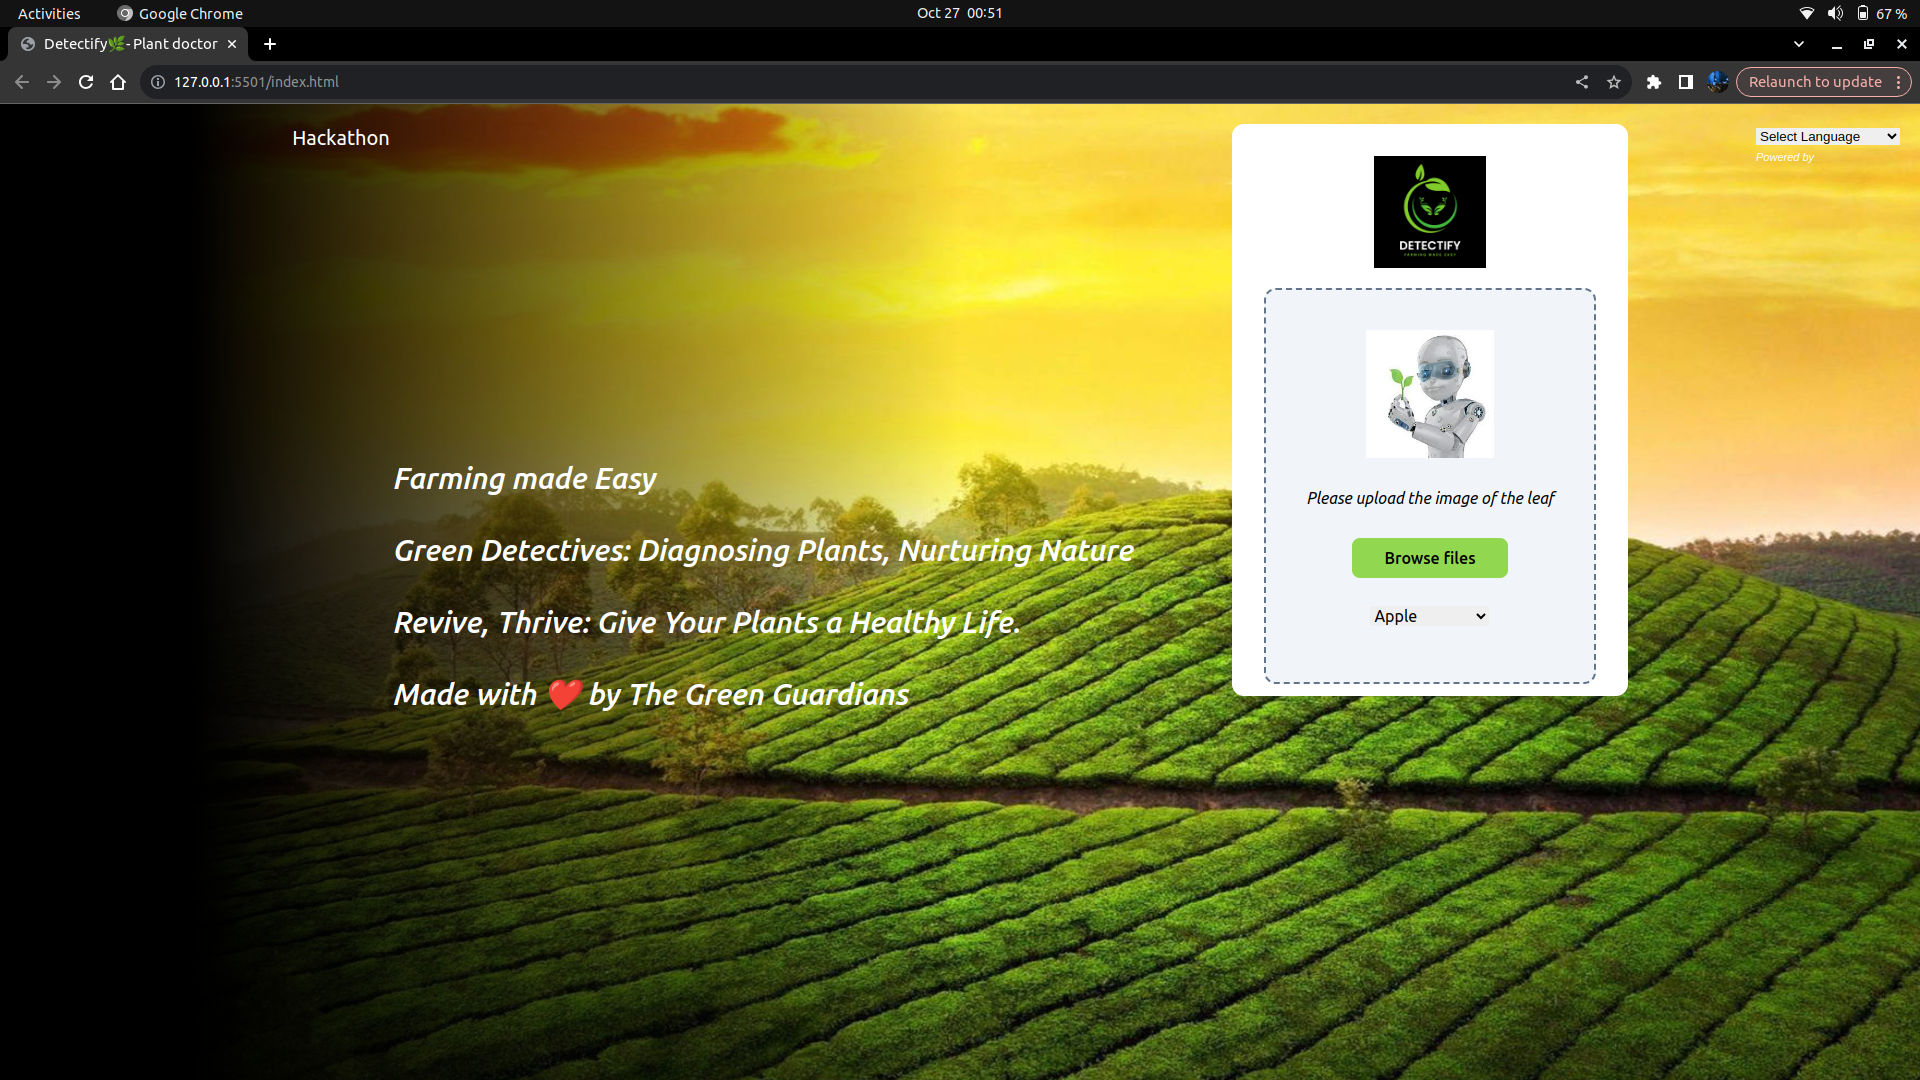 Activities
Google Chrome
Oct 27 00:51
67 %
Detectify🌿- Plant doctor
127.0.0.1:5501/index.html
Relaunch to update
Hackathon
Select Language
Powered by
DETECTIFY
FARMING MADE EASY
Farming made Easy
Green Detectives: Diagnosing Plants, Nurturing Nature
Revive, Thrive: Give Your Plants a Healthy Life.
Made with ❤️ by The Green Guardians
Please upload the image of the leaf
Browse files
Apple